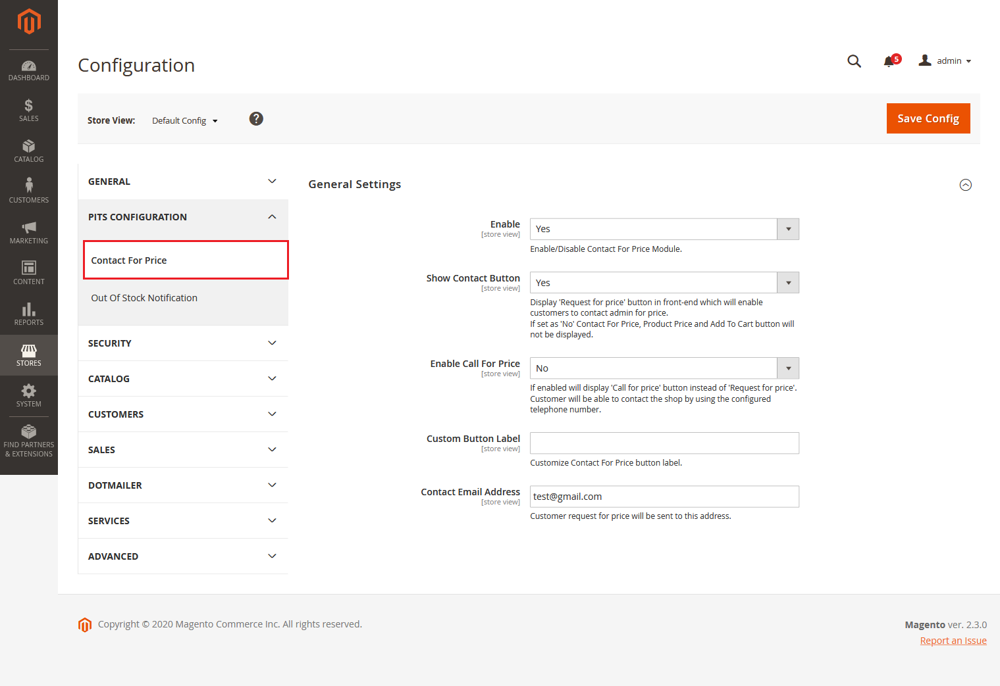 DASHBOARD
SALES
CATALOG
CUSTOMERS
MARKETING
CONTENT
REPORTS
STORES
SYSTEM
FIND PARTNERS
& EXTENSIONS
Configuration
5
admin
Store View:
Default Config
?
Save Config
GENERAL
PITS CONFIGURATION
Contact For Price
Out Of Stock Notification
SECURITY
CATALOG
CUSTOMERS
SALES
DOTMAILER
SERVICES
ADVANCED
General Settings
Enable
[store view]
Yes
Enable/Disable Contact For Price Module.
Show Contact Button
[store view]
Yes
Display 'Request for price' button in front-end which will enable
customers to contact admin for price.
If set as 'No' Contact For Price, Product Price and Add To Cart button will
not be displayed.
Enable Call For Price
[store view]
No
If enabled will display 'Call for price' button instead of 'Request for price'.
Customer will be able to contact the shop by using the configured
telephone number.
Custom Button Label
[store view]
Customize Contact For Price button label.
Contact Email Address
[store view]
test@gmail.com
Customer request for price will be sent to this address.
Copyright © 2020 Magento Commerce Inc. All rights reserved.
Magento ver. 2.3.0
Report an Issue